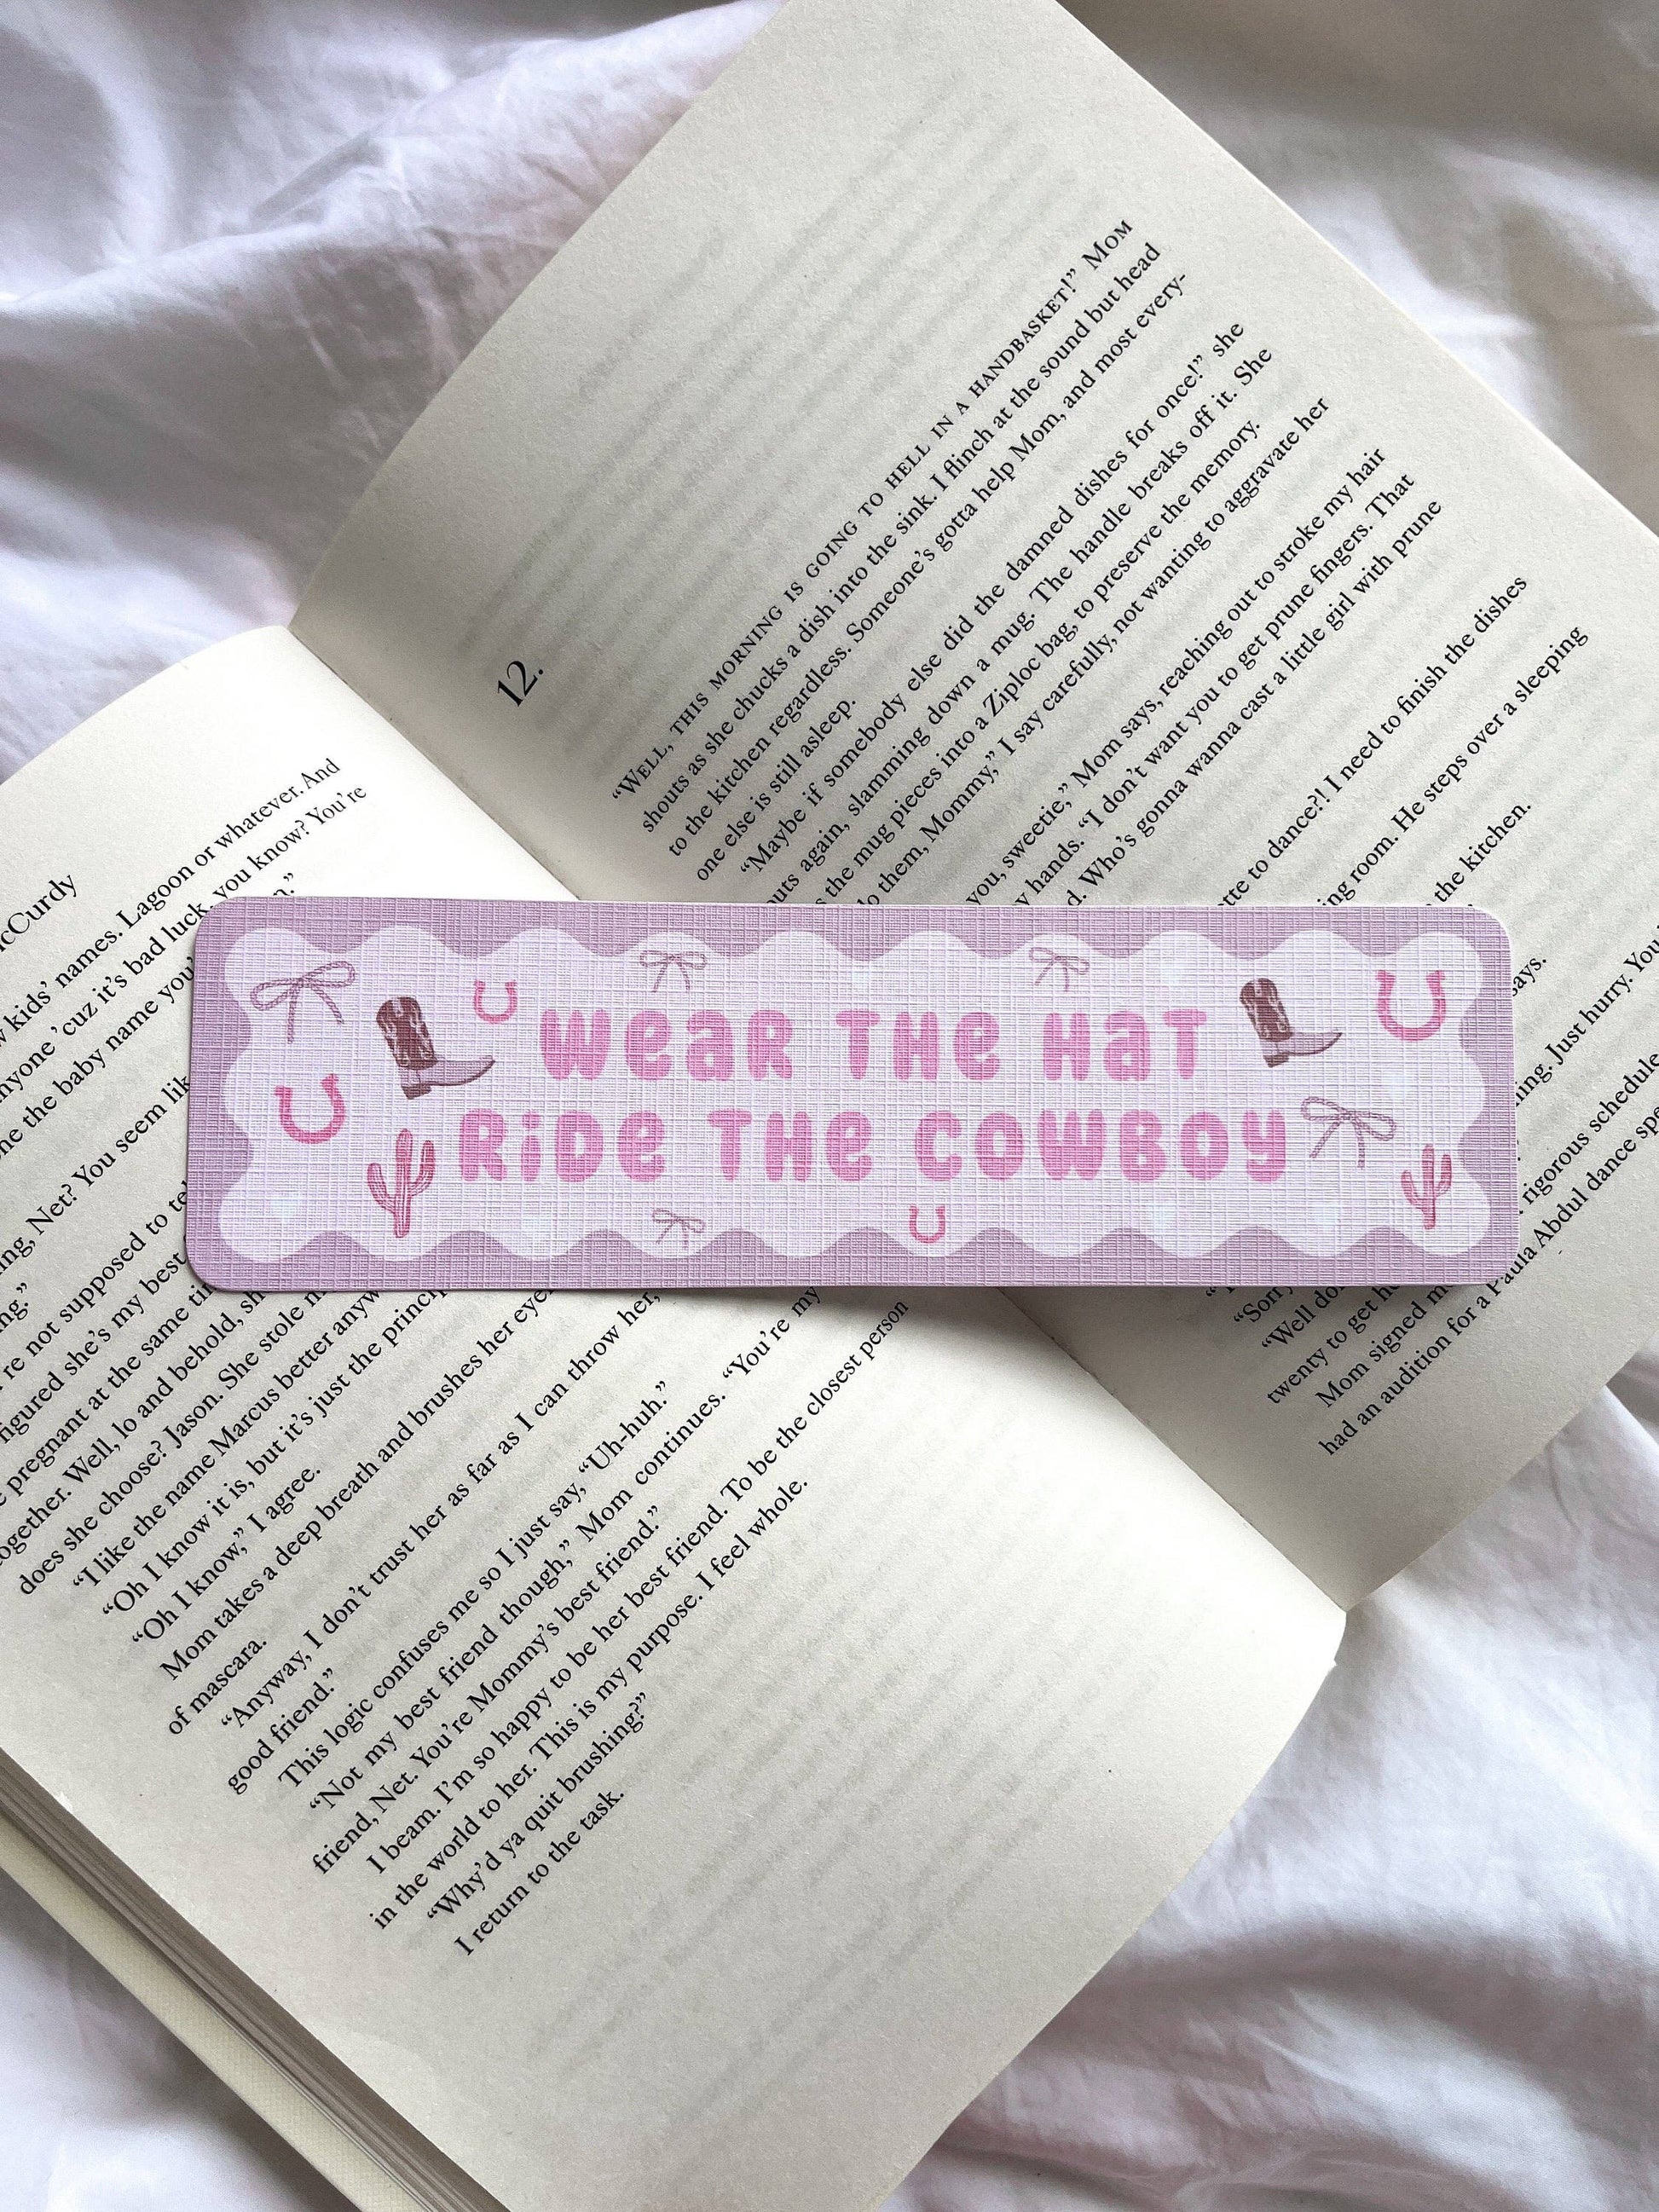 cCurdy
kids' names. Lagoon or whatever. And
anyone 'cuz it's bad luck, you know? You're
the baby name you'
Net? You seem lik
're not supposed to te
figured she's my best
pregnant at the same ti
together. Well, lo and behold, sh
does she choose? Jason. She stole
“I like the name Marcus better anyw
“Oh I know it is, but it's just the princip
“Oh I know,” I agree.
Mom takes a deep breath and brushes her eye
of mascara.
“Anyway, I don't trust her as far as I can throw her,
good friend.”
This logic confuses me so I just say, “Uh-huh.”
“Not my best friend though,” Mom continues. “You're my
friend, Net. You're Mommy's best friend.”
I beam. I'm so happy to be her best friend. To be the closest person
in the world to her. This is my purpose. I feel whole.
“Why'd ya quit brushing?”
I return to the task.
12.
“WELL, THIS MORNING IS GOING TO HELL IN A HANDBASKET!” MOM
shouts as she chucks a dish into the sink. I flinch at the sound but head
to the kitchen regardless. Someone's gotta help Mom, and most every-
one else is still asleep.
“Maybe if somebody else did the damned dishes for once!” she
outs again, slamming down a mug. The handle breaks off it. She
the mug pieces into a Ziploc bag, to preserve the memory.
do them, Mommy,” I say carefully, not wanting to aggravate her
you, sweetie,” Mom says, reaching out to stroke my hair
hands. “I don't want you to get prune fingers. That
d. Who's gonna wanna cast a little girl with prune
ette to dance?! I need to finish the dishes
ing room. He steps over a sleeping
the kitchen.
says.
Just hurry. You
rigorous schedule
“Sorry
“Well do
twenty to get h
Mom signed m
had an audition for a Paula Abdul dance spe
WEAR THE HAT
RIDE THE COWBOY